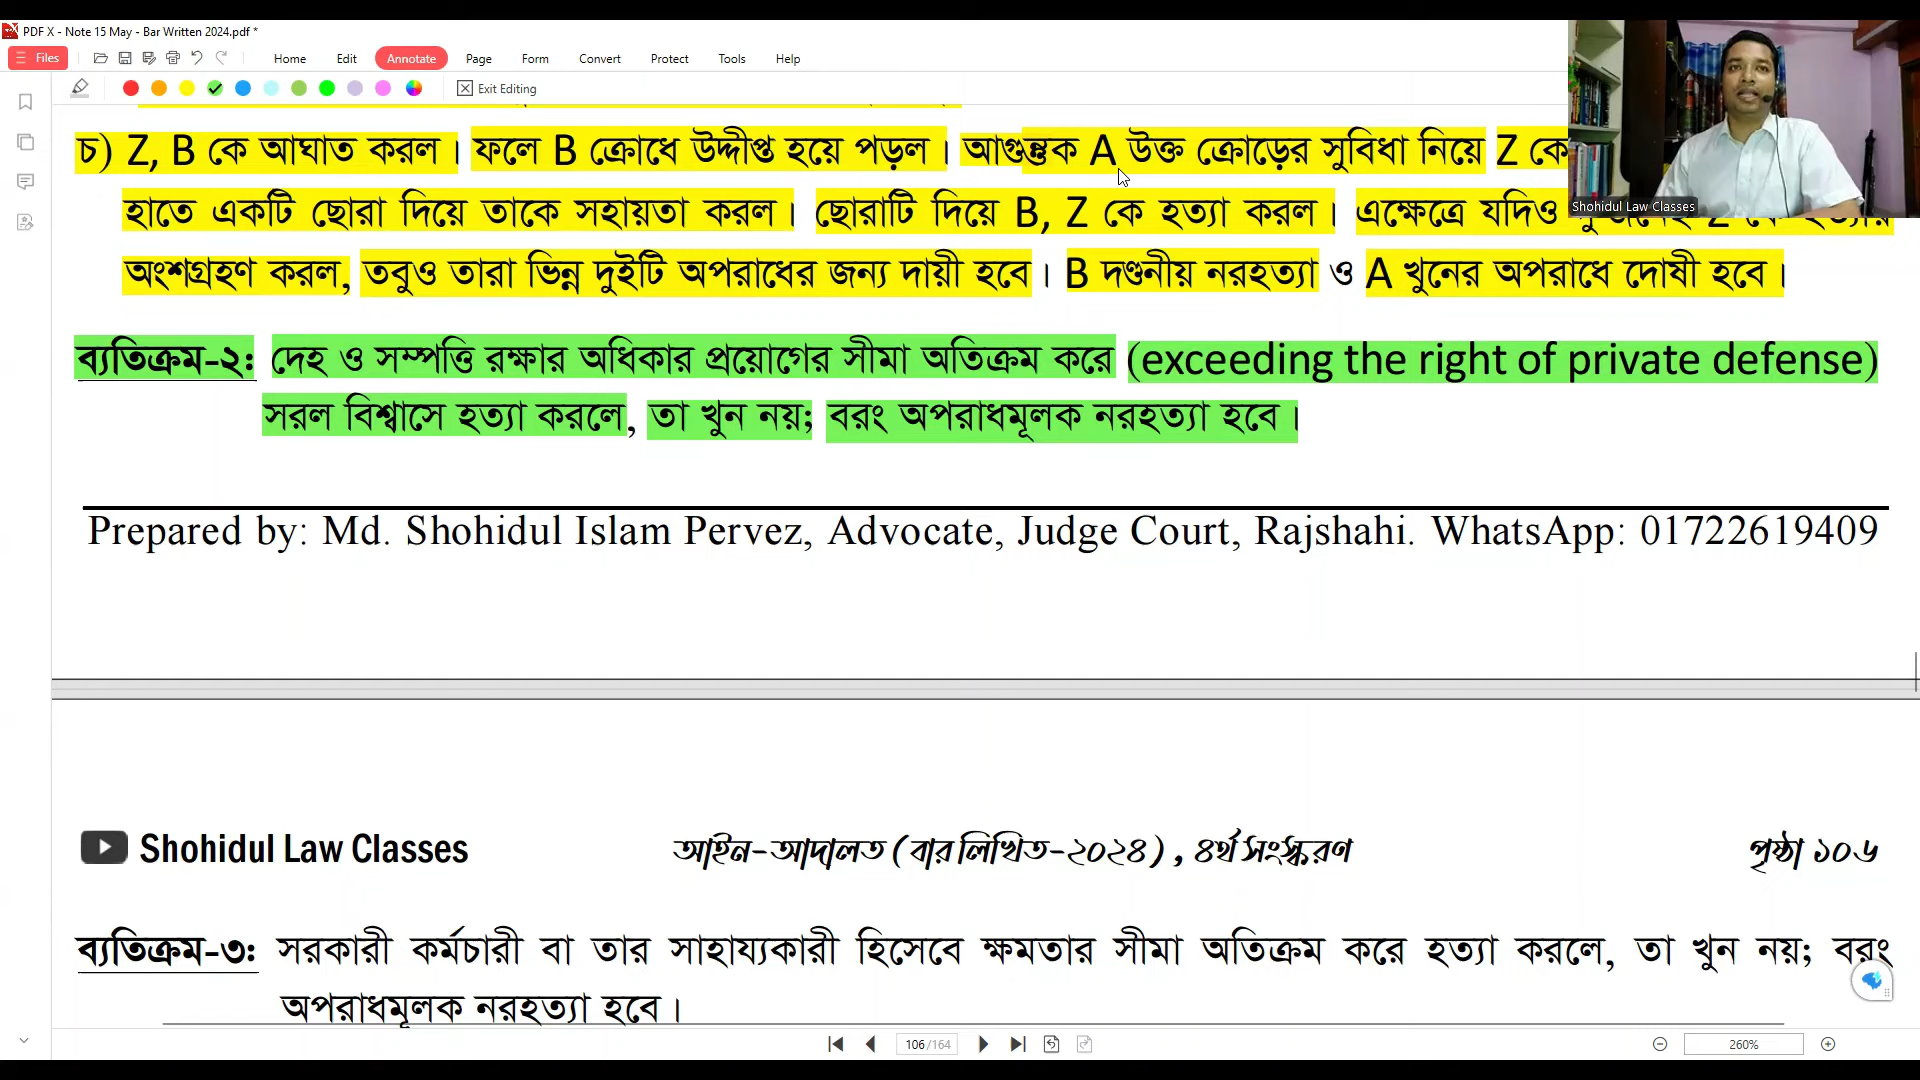 PDF X - Note 15 May - Bar Written 2024.pdf *
Files Home Edit Annotate Page Form Convert Protect Tools Help
Exit Editing
চ) Z, B কে আঘাত করল। ফলে B ক্রোধে উদ্দীপ্ত হয়ে পড়ল। আগুন্তুক A উক্ত ক্রোড়ের সুবিধা নিয়ে Z কে
হাতে একটি ছোরা দিয়ে তাকে সহায়তা করল। ছোরাটি দিয়ে B, Z কে হত্যা করল। এক্ষেত্রে যদিও
অংশগ্রহণ করল, তবুও তারা ভিন্ন দুইটি অপরাধের জন্য দায়ী হবে। B দণ্ডনীয় নরহত্যা ও A খুনের অপরাধে দোষী হবে।
Shohidul Law Classes
ব্যতিক্রম-২: দেহ ও সম্পত্তি রক্ষার অধিকার প্রয়োগের সীমা অতিক্রম করে (exceeding the right of private defense)
সরল বিশ্বাসে হত্যা করলে, তা খুন নয়; বরং অপরাধমূলক নরহত্যা হবে।
Prepared by: Md. Shohidul Islam Pervez, Advocate, Judge Court, Rajshahi. WhatsApp: 01722619409
Shohidul Law Classes আইন-আদালত (বার লিখিত-২০২৪), ৪র্থ সংস্করণ পৃষ্ঠা ১০৬
ব্যতিক্রম-৩: সরকারী কর্মচারী বা তার সাহায্যকারী হিসেবে ক্ষমতার সীমা অতিক্রম করে হত্যা করলে, তা খুন নয়; বরং
অপরাধমূলক নরহত্যা হবে।
106 /164 260%